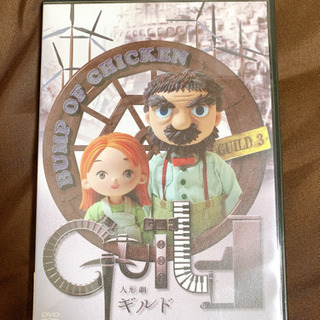 BUMP OF CHICKEN
GUILD 3
Guild
人形劇
ギルド
DVD